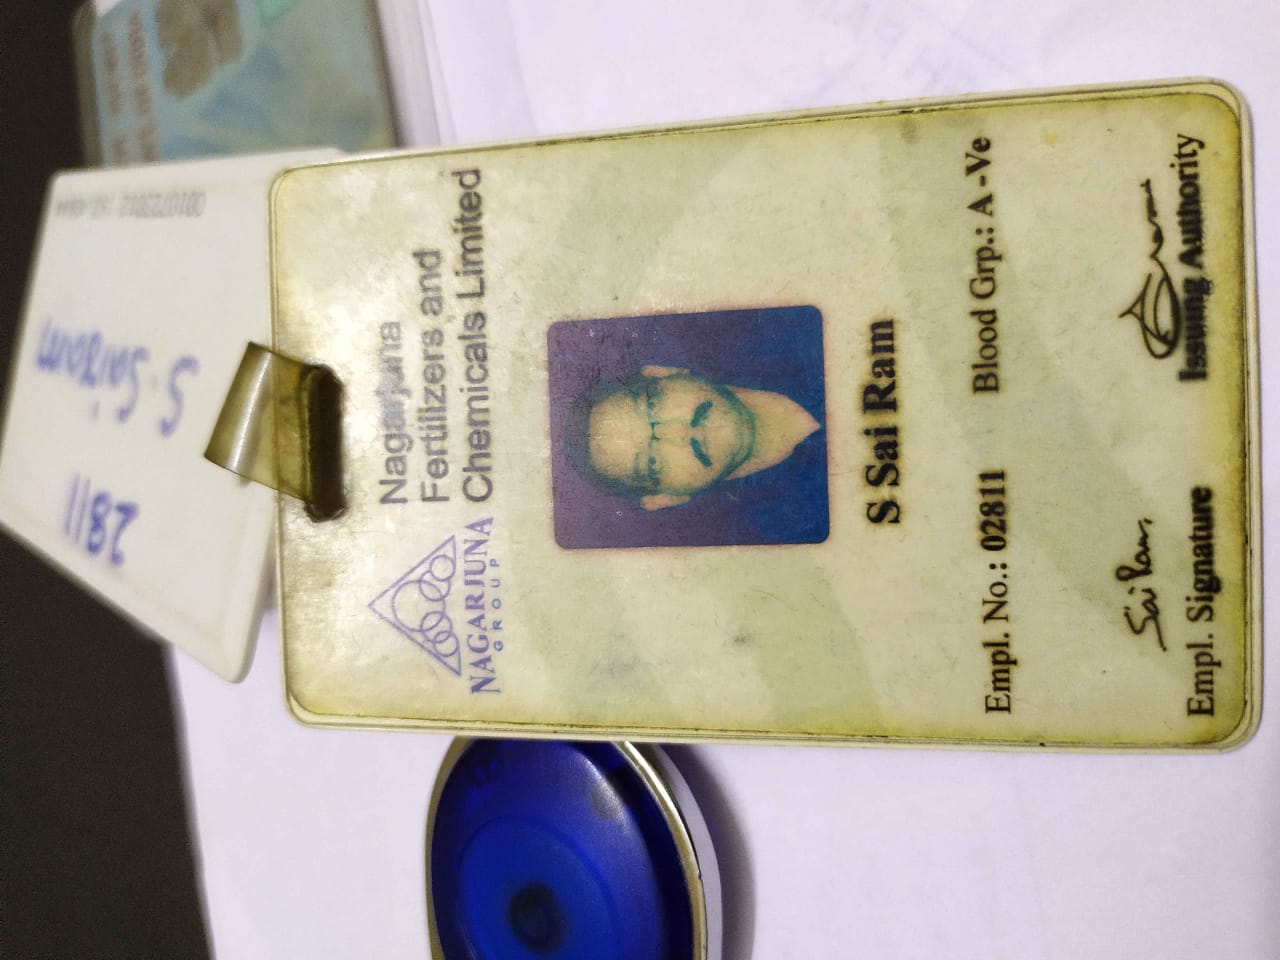 Nagarjuna
Fertilizers and
Chemicals Limited
NAGARJUNA
GROUP
S Sai Ram
Empl. No.: 02811
Blood Grp.: A -Ve
Sai Ram.
Empl. Signature
Issuing Authority
S. Sairam
2811